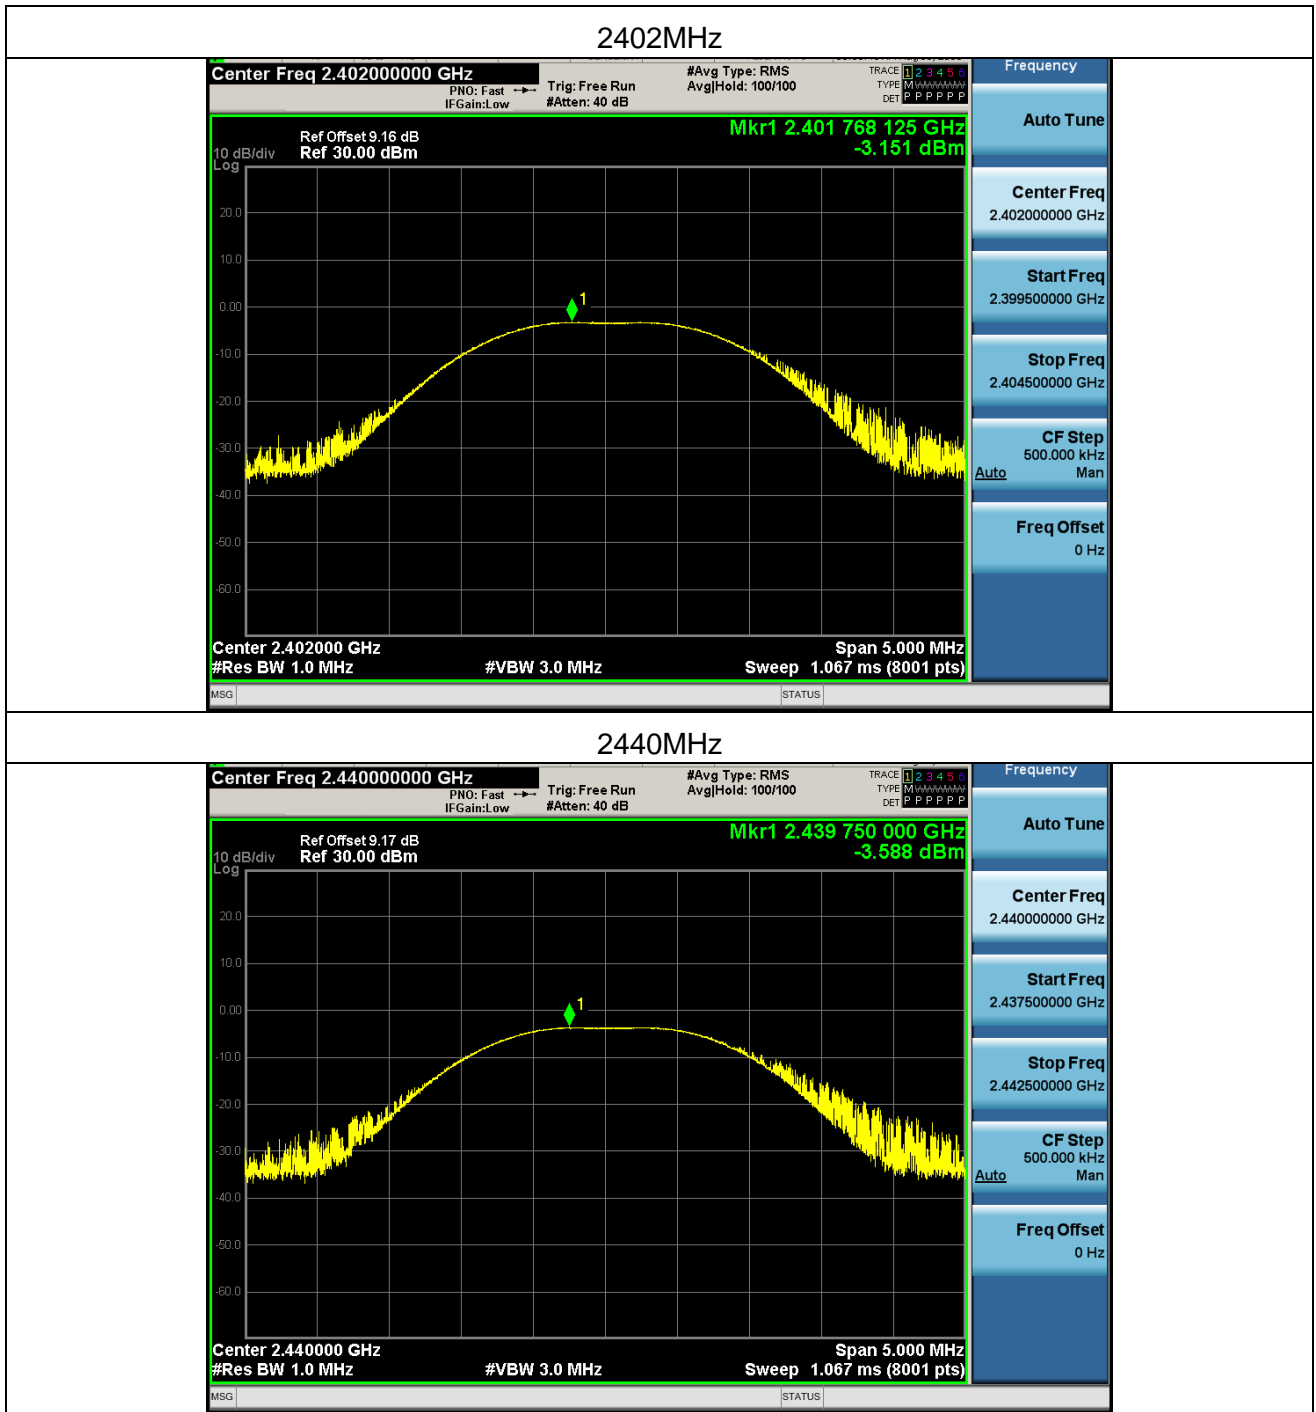 2402MHz
Center Freq 2.402000000 GHz
PNO: Fast
IFGain:Low
Trig: Free Run
#Atten: 40 dB
#Avg Type: RMS
Avg|Hold: 100/100
TRACE 1 2 3 4 5 6
TYPE M
DET P P P P P P
Frequency
Ref Offset 9.16 dB
10 dB/div Ref 30.00 dBm
Log
Mkr1 2.401 768 125 GHz
-3.151 dBm
20.0
10.0
0.00
-10.0
-20.0
-30.0
-40.0
-50.0
-60.0
1
Center 2.402000 GHz
Span 5.000 MHz
#Res BW 1.0 MHz
#VBW 3.0 MHz
Sweep 1.067 ms (8001 pts)
MSG
STATUS
Auto Tune
Center Freq
2.402000000 GHz
Start Freq
2.399500000 GHz
Stop Freq
2.404500000 GHz
CF Step
500.000 kHz
Auto Man
Freq Offset
0 Hz
2440MHz
Center Freq 2.440000000 GHz
PNO: Fast
IFGain:Low
Trig: Free Run
#Atten: 40 dB
#Avg Type: RMS
Avg|Hold: 100/100
TRACE 1 2 3 4 5 6
TYPE M
DET P P P P P P
Frequency
Ref Offset 9.17 dB
10 dB/div Ref 30.00 dBm
Log
Mkr1 2.439 750 000 GHz
-3.588 dBm
20.0
10.0
0.00
-10.0
-20.0
-30.0
-40.0
-50.0
-60.0
1
Center 2.440000 GHz
Span 5.000 MHz
#Res BW 1.0 MHz
#VBW 3.0 MHz
Sweep 1.067 ms (8001 pts)
MSG
STATUS
Auto Tune
Center Freq
2.440000000 GHz
Start Freq
2.437500000 GHz
Stop Freq
2.442500000 GHz
CF Step
500.000 kHz
Auto Man
Freq Offset
0 Hz